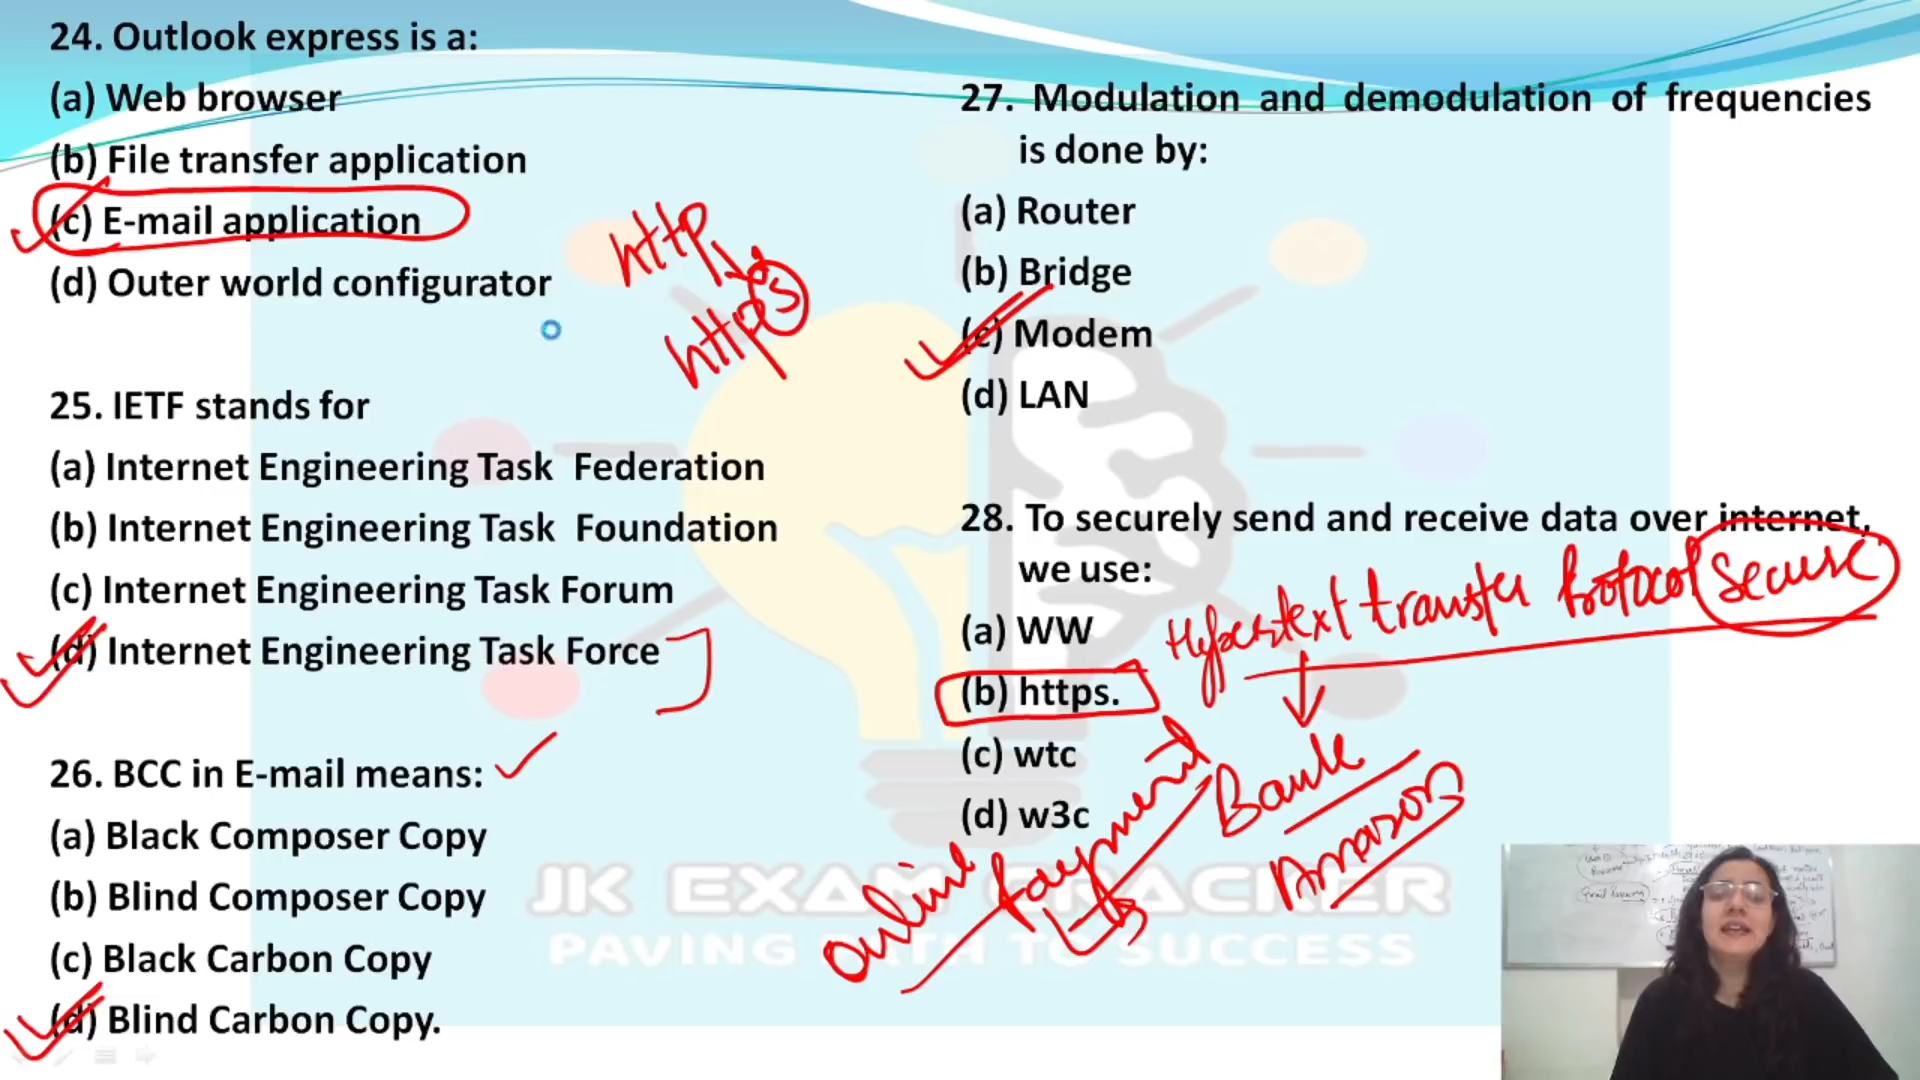 24. Outlook express is a:
(a) Web browser
(b) File transfer application
(c) E-mail application
(d) Outer world configurator
http
https
25. IETF stands for
(a) Internet Engineering Task Federation
(b) Internet Engineering Task Foundation
(c) Internet Engineering Task Forum
(d) Internet Engineering Task Force
26. BCC in E-mail means:
(a) Black Composer Copy
(b) Blind Composer Copy
(c) Black Carbon Copy
(d) Blind Carbon Copy.
27. Modulation and demodulation of frequencies
is done by:
(a) Router
(b) Bridge
(c) Modem
(d) LAN
28. To securely send and receive data over internet,
we use:
Hypertext transfer Protocol Secure
(a) WW
(b) https.
(c) wtc
(d) w3c
Bank
Amazon
Online Payment
JK EXAM CRACKER
PAVING PATH TO SUCCESS